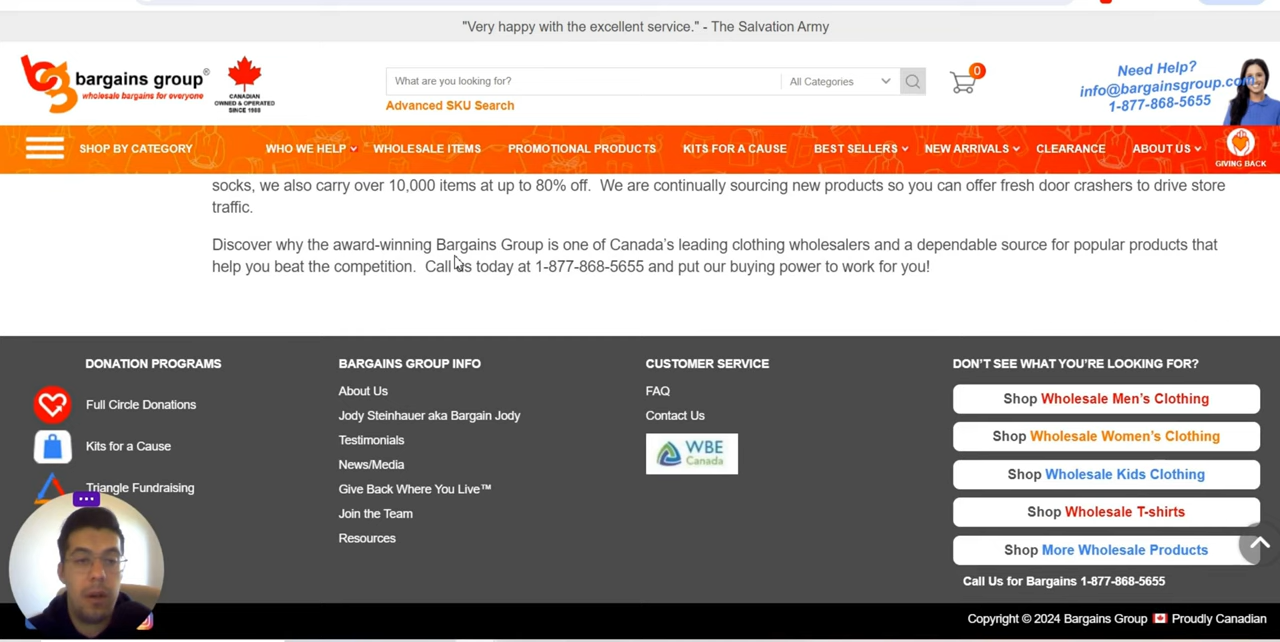 "Very happy with the excellent service." - The Salvation Army
bargains group®
wholesale bargains for everyone
CANADIAN
OWNED & OPERATED
SINCE 1988
What are you looking for?
All Categories
0
Advanced SKU Search
Need Help?
info@bargainsgroup.com
1-877-868-5655
SHOP BY CATEGORY
WHO WE HELP
WHOLESALE ITEMS
PROMOTIONAL PRODUCTS
KITS FOR A CAUSE
BEST SELLERS
NEW ARRIVALS
CLEARANCE
ABOUT US
GIVING BACK
socks, we also carry over 10,000 items at up to 80% off. We are continually sourcing new products so you can offer fresh door crashers to drive store
traffic.
Discover why the award-winning Bargains Group is one of Canada's leading clothing wholesalers and a dependable source for popular products that
help you beat the competition. Call us today at 1-877-868-5655 and put our buying power to work for you!
DONATION PROGRAMS
Full Circle Donations
Kits for a Cause
Triangle Fundraising
BARGAINS GROUP INFO
About Us
Jody Steinhauer aka Bargain Jody
Testimonials
News/Media
Give Back Where You Live™
Join the Team
Resources
CUSTOMER SERVICE
FAQ
Contact Us
WBE
Canada
DON'T SEE WHAT YOU'RE LOOKING FOR?
Shop Wholesale Men's Clothing
Shop Wholesale Women's Clothing
Shop Wholesale Kids Clothing
Shop Wholesale T-shirts
Shop More Wholesale Products
Call Us for Bargains 1-877-868-5655
Copyright © 2024 Bargains Group Proudly Canadian